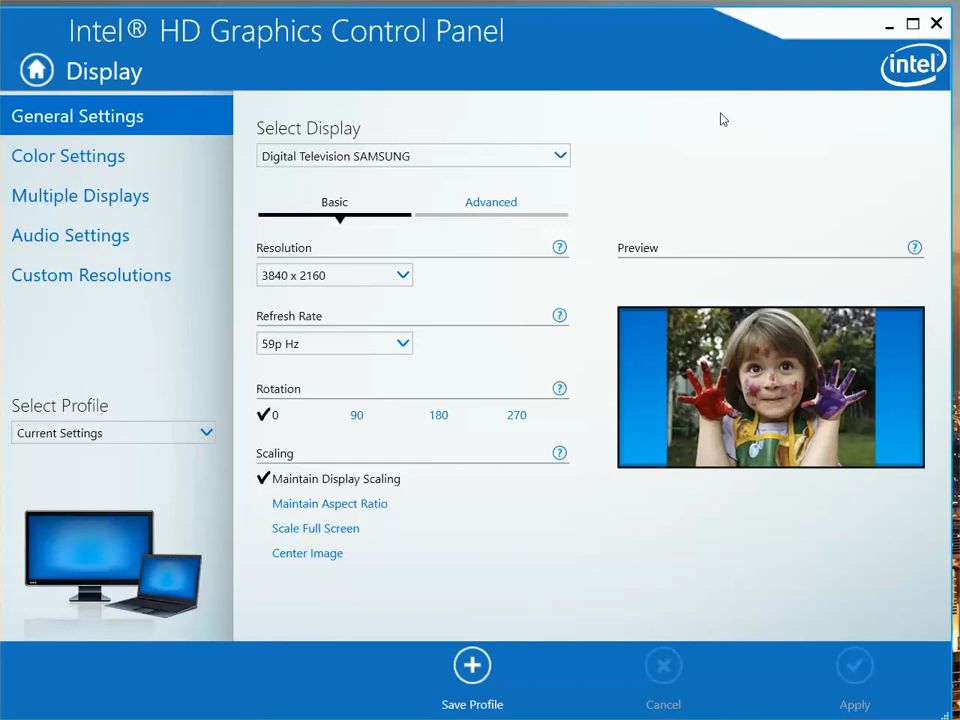 Intel® HD Graphics Control Panel
Display
intel
General Settings
Color Settings
Multiple Displays
Audio Settings
Custom Resolutions
Select Profile
Current Settings
Select Display
Digital Television SAMSUNG
Basic
Advanced
Resolution ?
3840 x 2160
Refresh Rate ?
59p Hz
Rotation ?
0 90 180 270
Scaling ?
Maintain Display Scaling
Maintain Aspect Ratio
Scale Full Screen
Center Image
Preview ?
Save Profile
Cancel
Apply